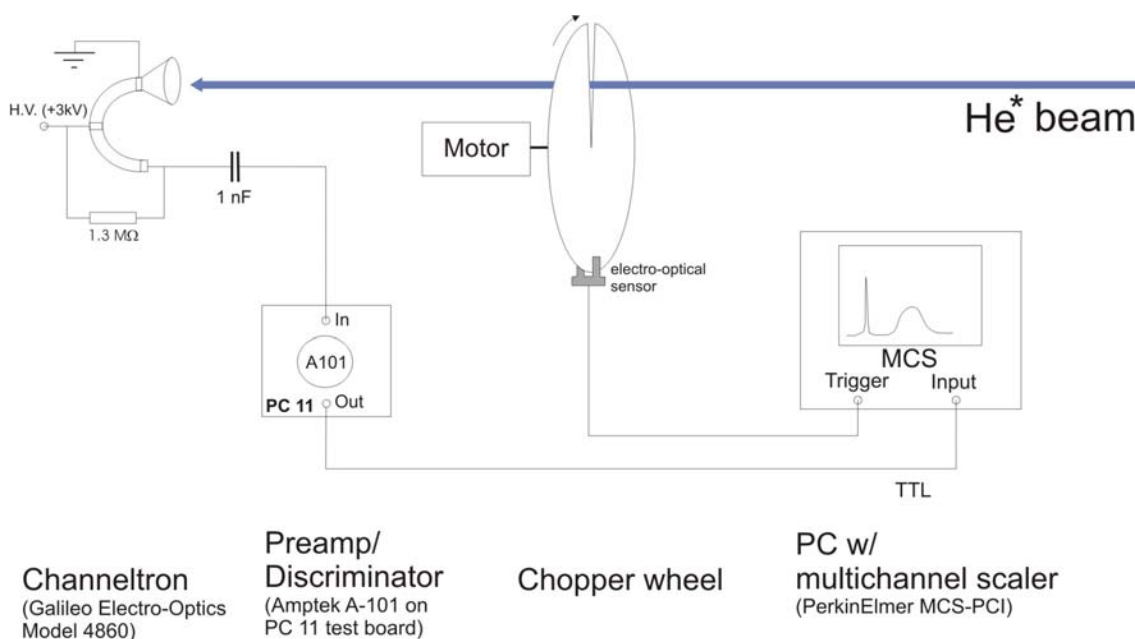 H.V. (+3kV)
1.3 MΩ
1 nF
Motor
He* beam
electro-optical
sensor
In
A101
PC 11 Out
MCS
Trigger Input
TTL
Channeltron
(Galileo Electro-Optics
Model 4860)
Preamp/
Discriminator
(Amptek A-101 on
PC 11 test board)
Chopper wheel
PC w/
multichannel scaler
(PerkinElmer MCS-PCI)